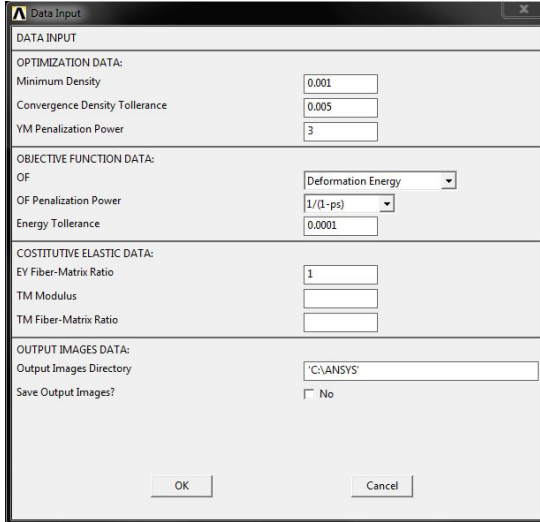 Data Input
DATA INPUT
OPTIMIZATION DATA:
Minimum Density 0.001
Convergence Density Tollerance 0.005
YM Penalization Power 3
OBJECTIVE FUNCTION DATA:
OF Deformation Energy
OF Penalization Power 1/(1-ps)
Energy Tollerance 0.0001
COSTITUTIVE ELASTIC DATA:
EY Fiber-Matrix Ratio 1
TM Modulus
TM Fiber-Matrix Ratio
OUTPUT IMAGES DATA:
Output Images Directory 'C:\ANSYS'
Save Output Images? No
OK Cancel